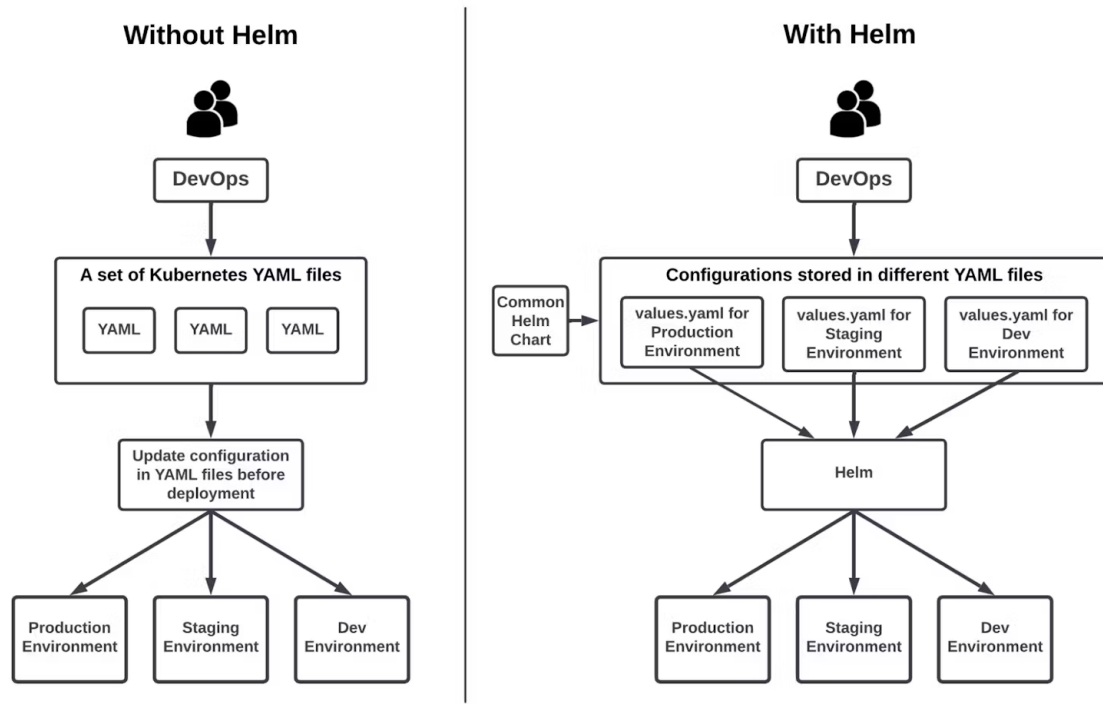 Without Helm
DevOps
A set of Kubernetes YAML files
YAML
YAML
YAML
Update configuration
in YAML files before
deployment
Production
Environment
Staging
Environment
Dev
Environment
With Helm
DevOps
Common
Helm
Chart
Configurations stored in different YAML files
values.yaml for
Production
Environment
values.yaml for
Staging
Environment
values.yaml for
Dev
Environment
Helm
Production
Environment
Staging
Environment
Dev
Environment